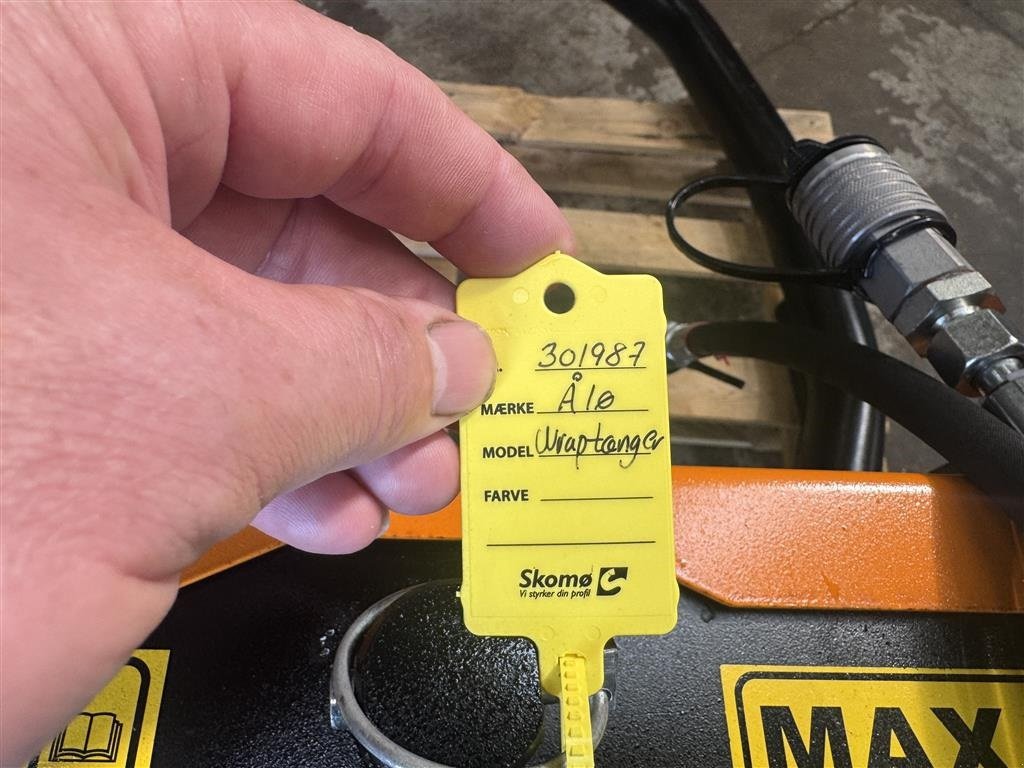 301987
MÆRKE Ålø
MODEL Wraptænger
FARVE
Skomø
Vi styrker din profil
MAX